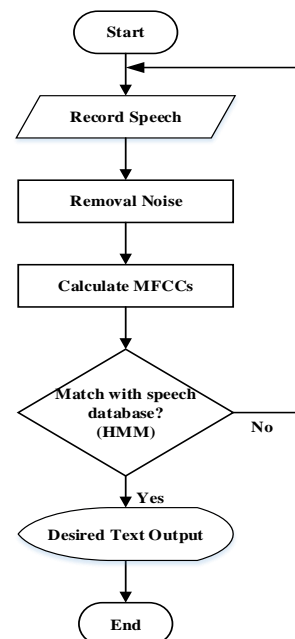 Start
Record Speech
Removal Noise
Calculate MFCCs
Match with speech
database?
(HMM)
No
Yes
Desired Text Output
End